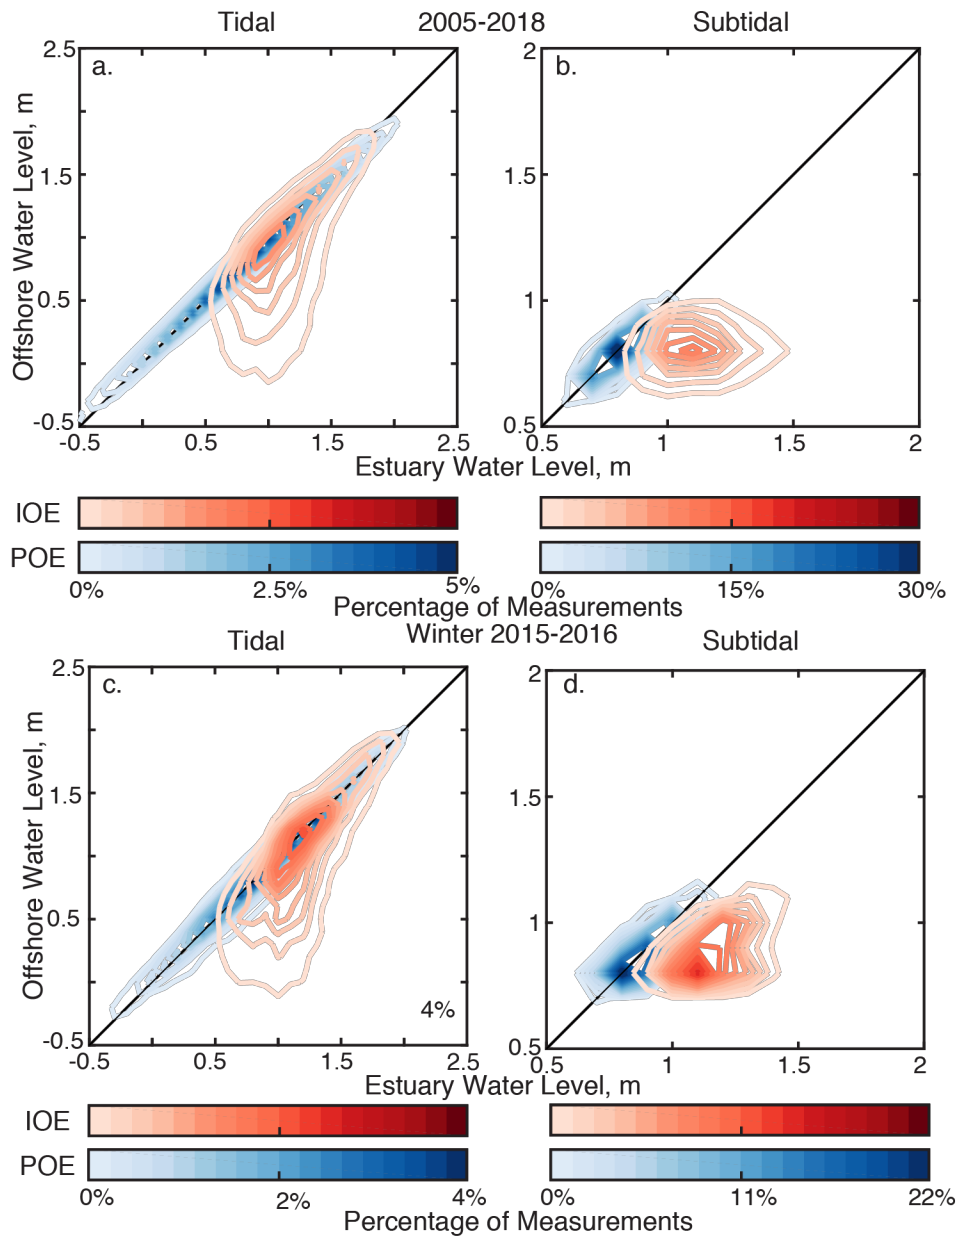 Tidal 2005-2018 Subtidal
2.5 a. 2 b.
Offshore Water Level, m
1.5 1.5
0.5 1
-0.5 0.5
-0.5 0.5 1.5 2.5 0.5 1 1.5 2
Estuary Water Level, m
IOE
POE
0% 2.5% 5% 0% 15% 30%
Percentage of Measurements
Tidal Winter 2015-2016 Subtidal
2.5 c. 2 d.
Offshore Water Level, m
1.5 1.5
0.5 1
4%
-0.5 0.5
-0.5 0.5 1.5 2.5 0.5 1 1.5 2
Estuary Water Level, m
IOE
POE
0% 2% 4% 0% 11% 22%
Percentage of Measurements